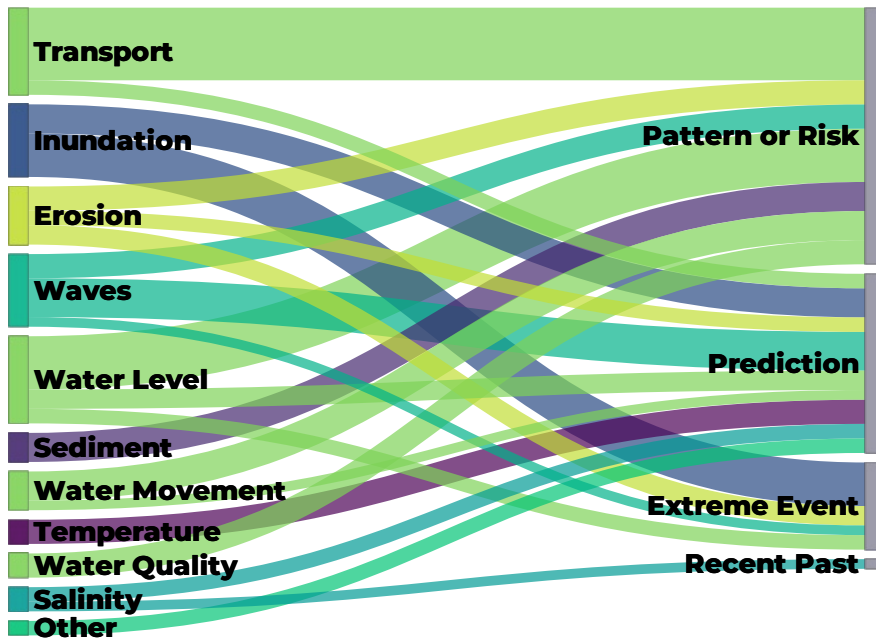 Transport
Inundation
Erosion
Waves
Water Level
Sediment
Water Movement
Temperature
Water Quality
Salinity
Other
Pattern or Risk
Prediction
Extreme Event
Recent Past